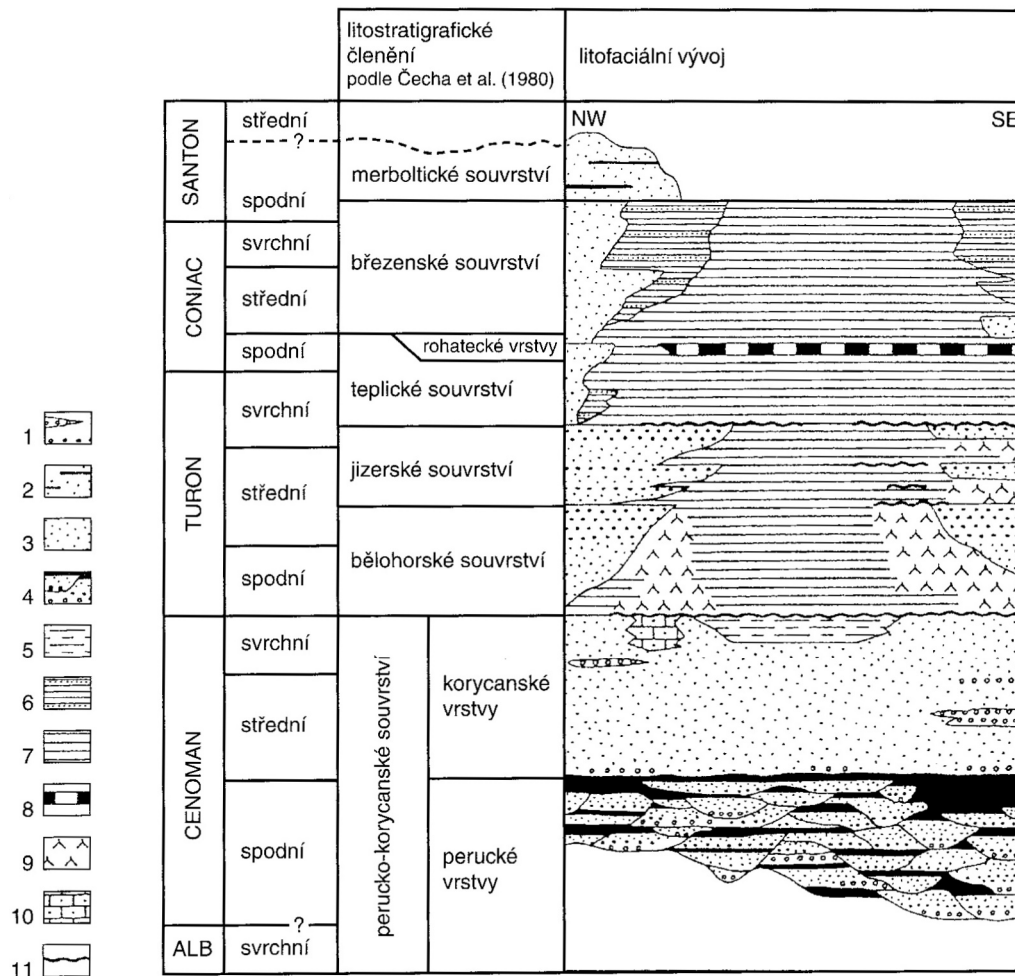 litostratigrafické
členění
podle Čecha et al. (1980)
litofaciální vývoj
SANTON
střední
?
spodní
merboltické souvrství
NW
SE
CONIAC
svrchní
střední
spodní
březenské souvrství
rohatecké vrstvy
teplické souvrství
TURON
svrchní
střední
spodní
jizerské souvrství
bělohorské souvrství
CENOMAN
svrchní
střední
spodní
perucko-korycanské souvrství
korycanské
vrstvy
perucké
vrstvy
?
ALB
svrchní
1
2
3
4
5
6
7
8
9
10
11